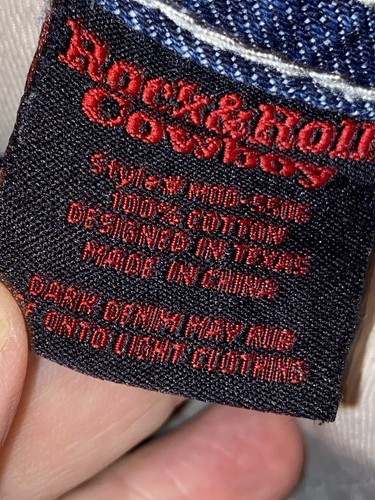 Rock&Roll
Cowboy
Style# MOD-5506
100% COTTON
DESIGNED IN TEXAS
MADE IN CHINA
DARK DENIM MAY RUB
ONTO LIGHT CLOTHING